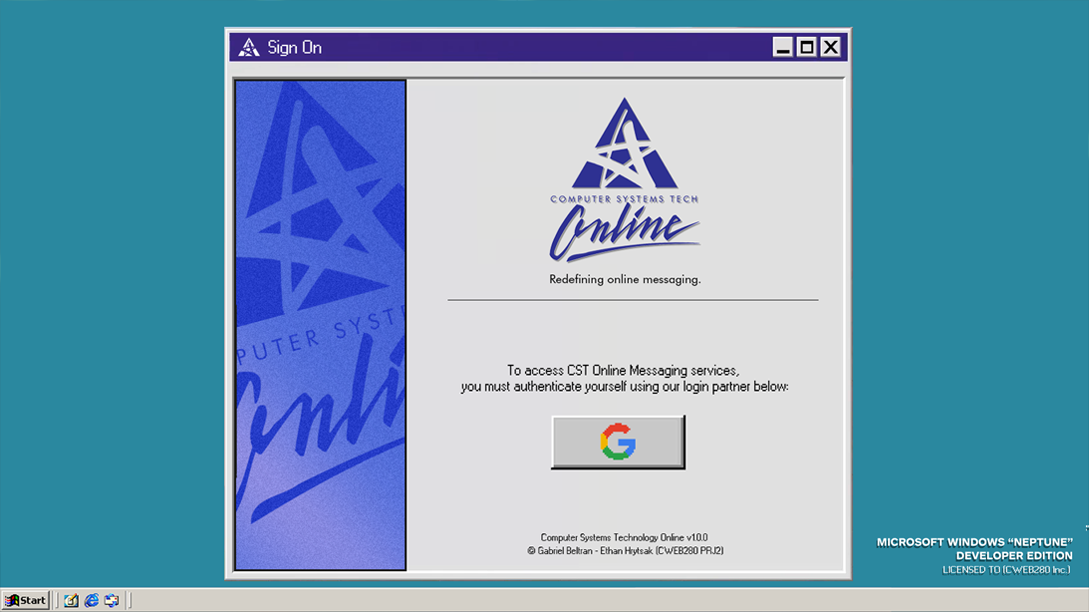 Sign On
COMPUTER SYSTEMS TECH
Online
Redefining online messaging.
PUTER SYST
Online
To access CST Online Messaging services,
you must authenticate yourself using our login partner below:
G
Computer Systems Technology Online v1.0.0
© Gabriel Beltran - Ethan Hrytsak (CWEB280 PRJ2)
MICROSOFT WINDOWS “NEPTUNE”
DEVELOPER EDITION
LICENSED TO (CWEB280 Inc.)
Start